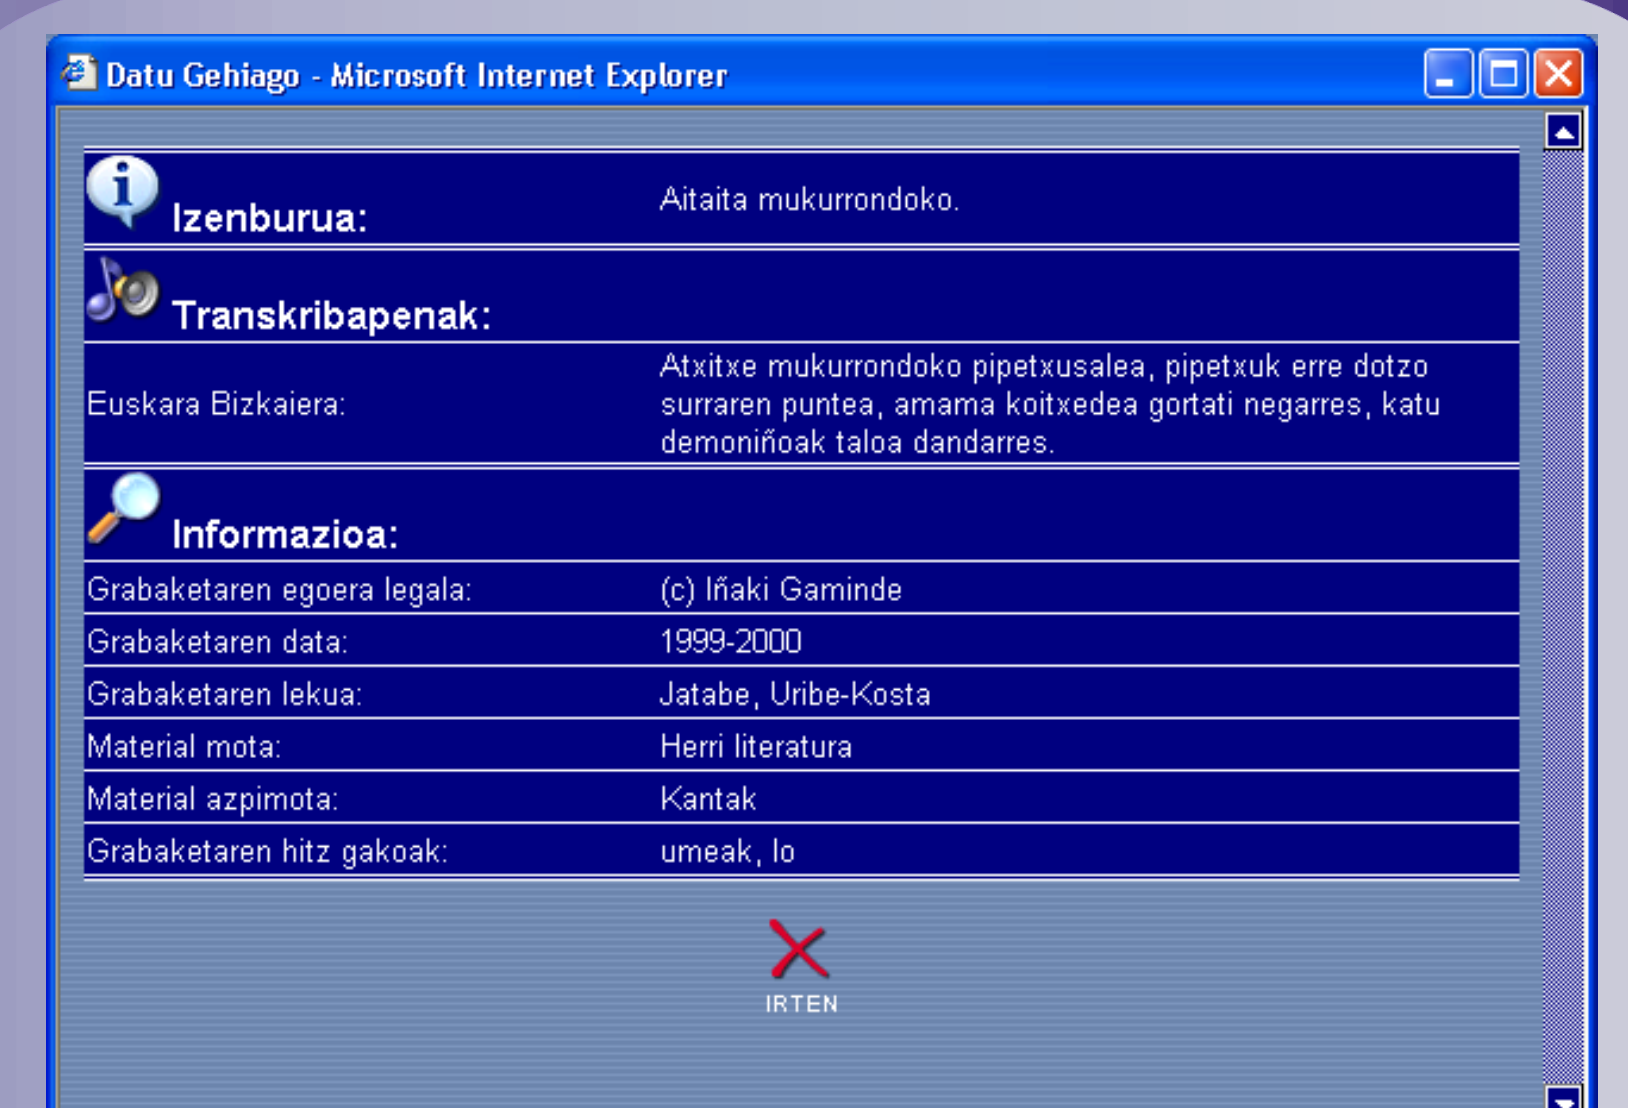 Datu Gehiago - Microsoft Internet Explorer
Izenburua: Aitaita mukurrondoko.
Transkribapenak:
Euskara Bizkaiera: Atxitxe mukurrondoko pipetxusalea, pipetxuk erre dotzo
surraren puntea, amama koitxedea gortati negarres, katu
demoniñoak taloa dandarres.
Informazioa:
Grabaketaren egoera legala: (c) Iñaki Gaminde
Grabaketaren data: 1999-2000
Grabaketaren lekua: Jatabe, Uribe-Kosta
Material mota: Herri literatura
Material azpimota: Kantak
Grabaketaren hitz gakoak: umeak, lo
IRTEN